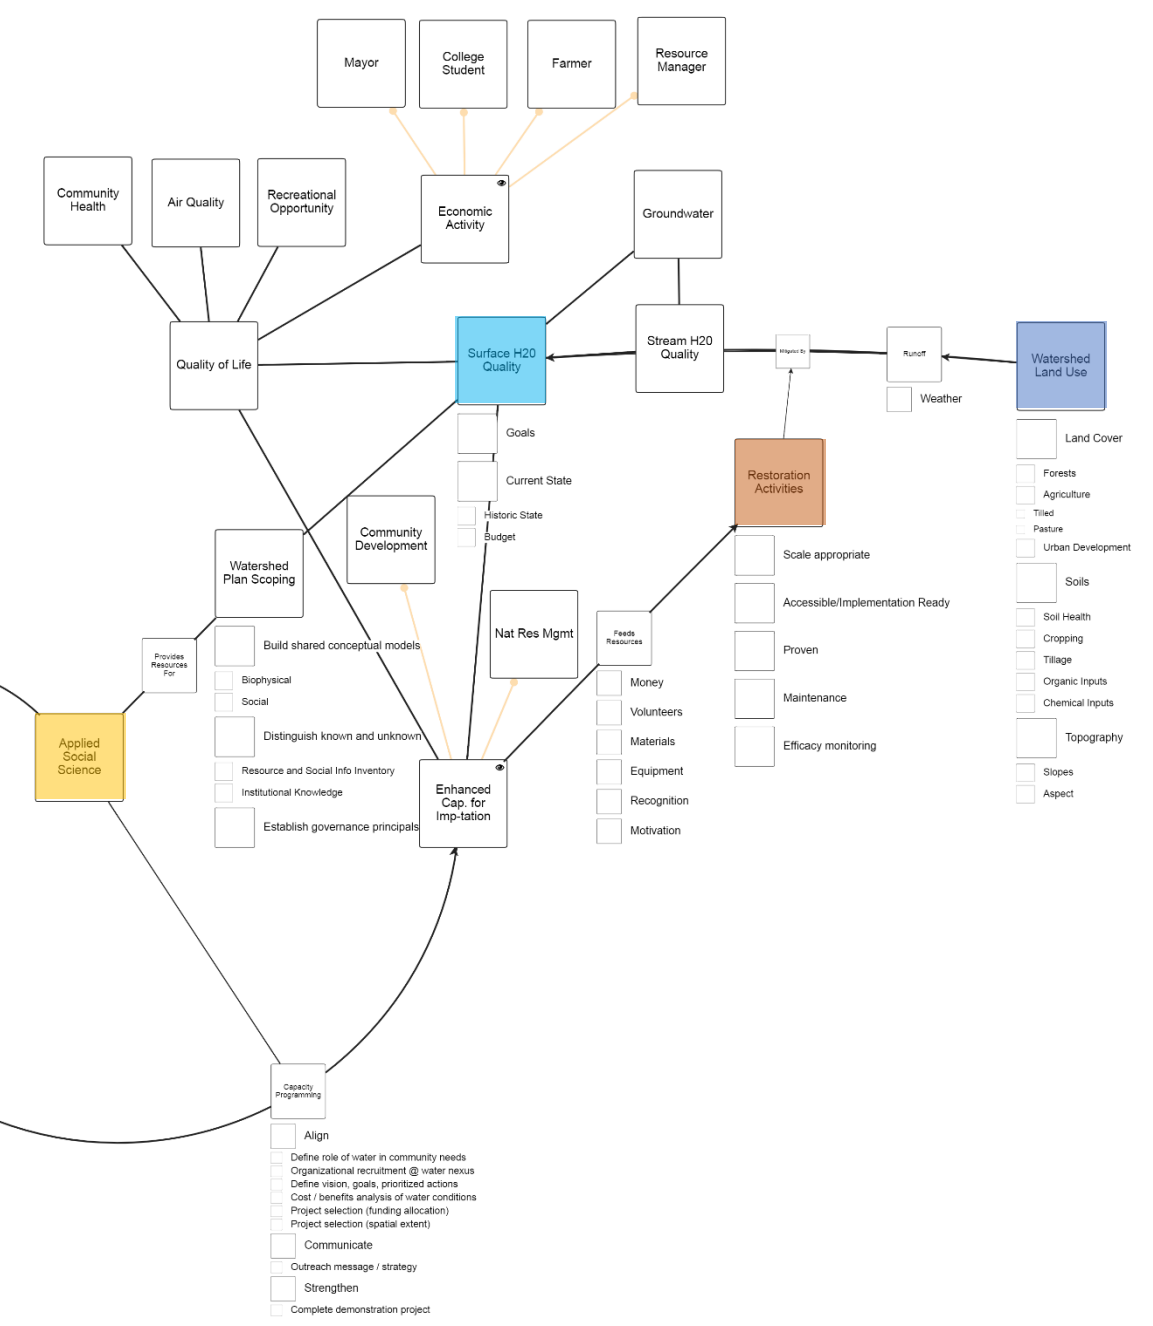 Mayor
College
Student
Farmer
Resource
Manager
Community
Health
Air Quality
Recreational
Opportunity
Economic
Activity
Groundwater
Quality of Life
Surface H20
Quality
Stream H20
Quality
Mitigated By
Runoff
Watershed
Land Use
Weather
Goals
Current State
Historic State
Budget
Land Cover
Forests
Agriculture
Tilled
Pasture
Urban Development
Soils
Soil Health
Cropping
Tillage
Organic Inputs
Chemical Inputs
Topography
Slopes
Aspect
Restoration
Activities
Scale appropriate
Accessible/Implementation Ready
Proven
Maintenance
Efficacy monitoring
Community
Development
Watershed
Plan Scoping
Build shared conceptual models
Biophysical
Social
Distinguish known and unknown
Resource and Social Info Inventory
Institutional Knowledge
Establish governance principals
Nat Res Mgmt
Feeds
Resources
Money
Volunteers
Materials
Equipment
Recognition
Motivation
Provides
Resources
For
Applied
Social
Science
Enhanced
Cap. for
Imp-tation
Capacity
Programming
Align
Define role of water in community needs
Organizational recruitment @ water nexus
Define vision, goals, prioritized actions
Cost / benefits analysis of water conditions
Project selection (funding allocation)
Project selection (spatial extent)
Communicate
Outreach message / strategy
Strengthen
Complete demonstration project